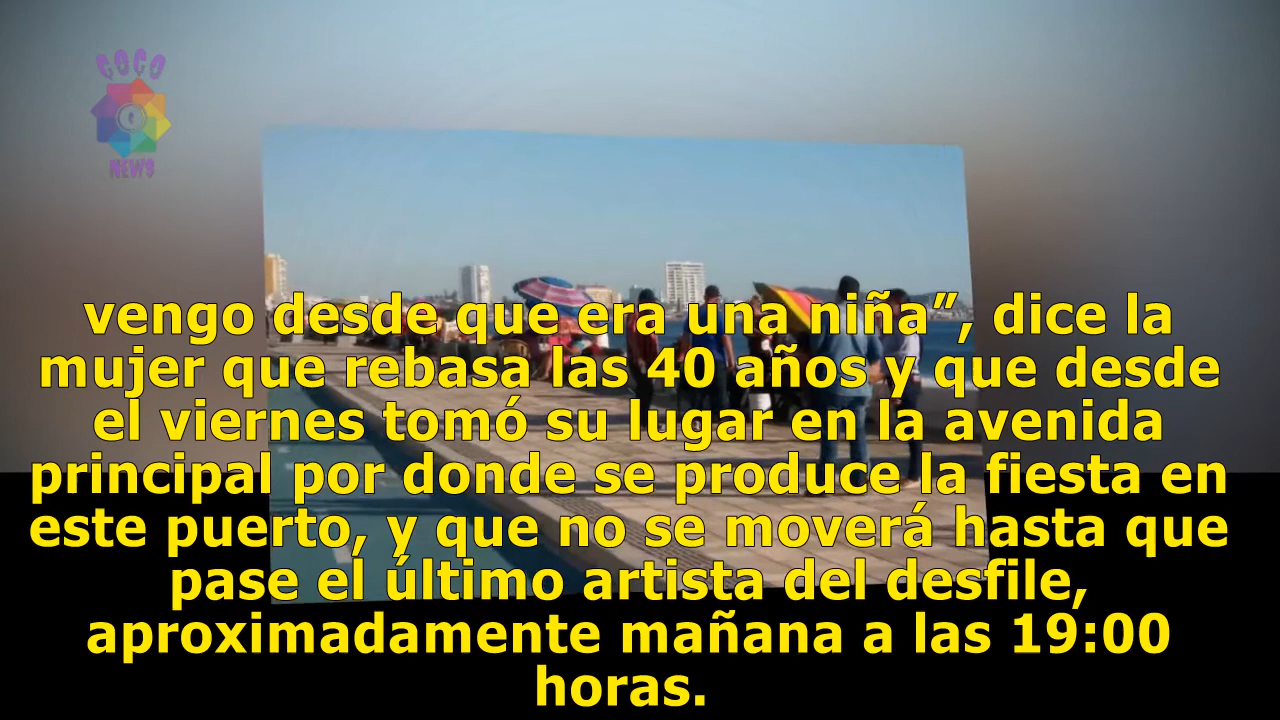 COCO
NEWS
vengo desde que era una niña”, dice la
mujer que rebasa las 40 años y que desde
el viernes tomó su lugar en la avenida
principal por donde se produce la fiesta en
este puerto, y que no se moverá hasta que
pase el último artista del desfile,
aproximadamente mañana a las 19:00
horas.